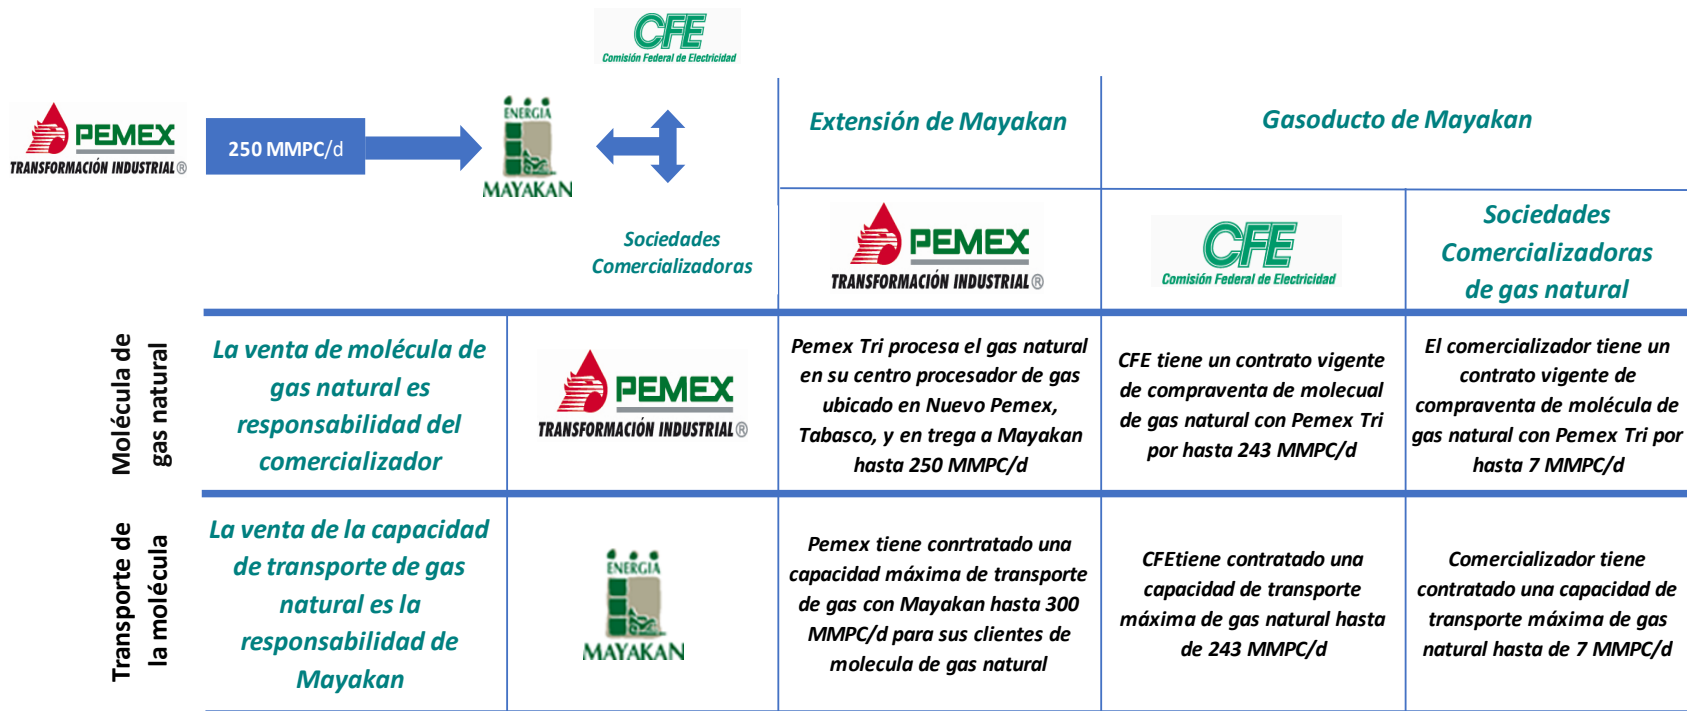 CFE
Comisión Federal de Electricidad
PEMEX
TRANSFORMACIÓN INDUSTRIAL®
250 MMPC/d
ENERGIA
MAYAKAN
Sociedades
Comercializadoras
Extensión de Mayakan
Gasoducto de Mayakan
PEMEX
TRANSFORMACIÓN INDUSTRIAL®
CFE
Comisión Federal de Electricidad
Sociedades
Comercializadoras
de gas natural
Molécula de
gas natural
La venta de molécula de
gas natural es
responsabilidad del
comercializador
PEMEX
TRANSFORMACIÓN INDUSTRIAL®
Pemex Tri procesa el gas natural
en su centro procesador de gas
ubicado en Nuevo Pemex,
Tabasco, y en trega a Mayakan
hasta 250 MMPC/d
CFE tiene un contrato vigente
de compraventa de molecual
de gas natural con Pemex Tri
por hasta 243 MMPC/d
El comercializador tiene un
contrato vigente de
compraventa de molécula de
gas natural con Pemex Tri por
hasta 7 MMPC/d
Transporte de
la molécula
La venta de la capacidad
de transporte de gas
natural es la
responsabilidad de
Mayakan
ENERGIA
MAYAKAN
Pemex tiene conrtratado una
capacidad máxima de transporte
de gas con Mayakan hasta 300
MMPC/d para sus clientes de
molecula de gas natural
CFEtiene contratado una
capacidad de transporte
máxima de gas natural hasta
de 243 MMPC/d
Comercializador tiene
contratado una capacidad de
transporte máxima de gas
natural hasta de 7 MMPC/d